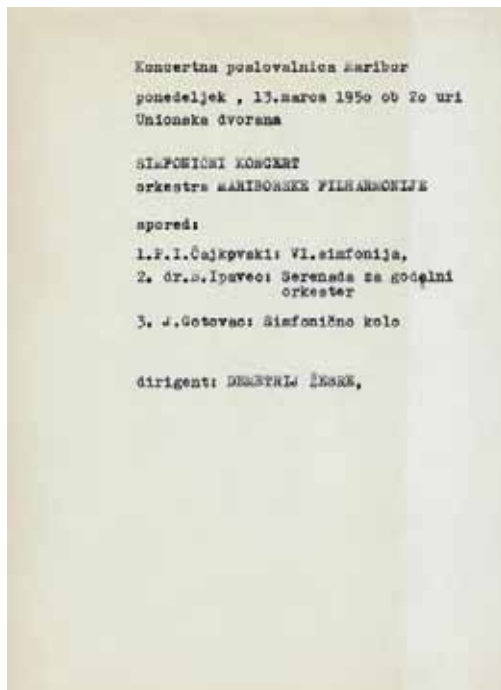 Koncertna poslovalnica Maribor
ponedeljek , 13.marca 195o ob 2o uri
Unionska dvorana
SIMFONIČNI KONCERT
orkestra MARIBORSKE FILHARMONIJE
spored:
1.P.I.Čajkovski: VI.simfonija,
2. dr.B.Ipavec: Serenada za godalni
orkester
3. J.Gotovac: Simfonično kolo
dirigent: DEMETRIJ ŽEBRE,